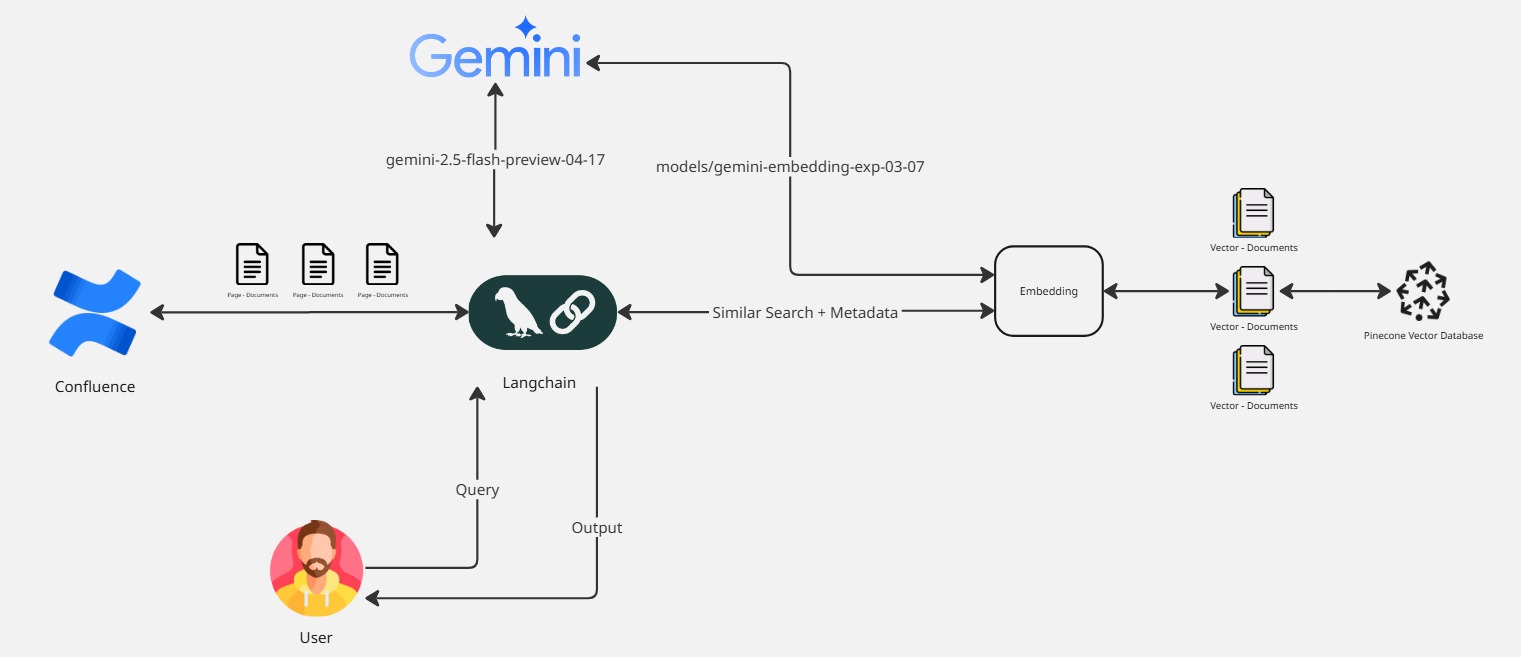 Gemini
gemini-2.5-flash-preview-04-17
models/gemini-embedding-exp-03-07
Vector - Documents
Page - Documents
Page - Documents
Page - Documents
Embedding
Similar Search + Metadata
Vector - Documents
Pinecone Vector Database
Confluence
Langchain
Vector - Documents
Query
Output
User